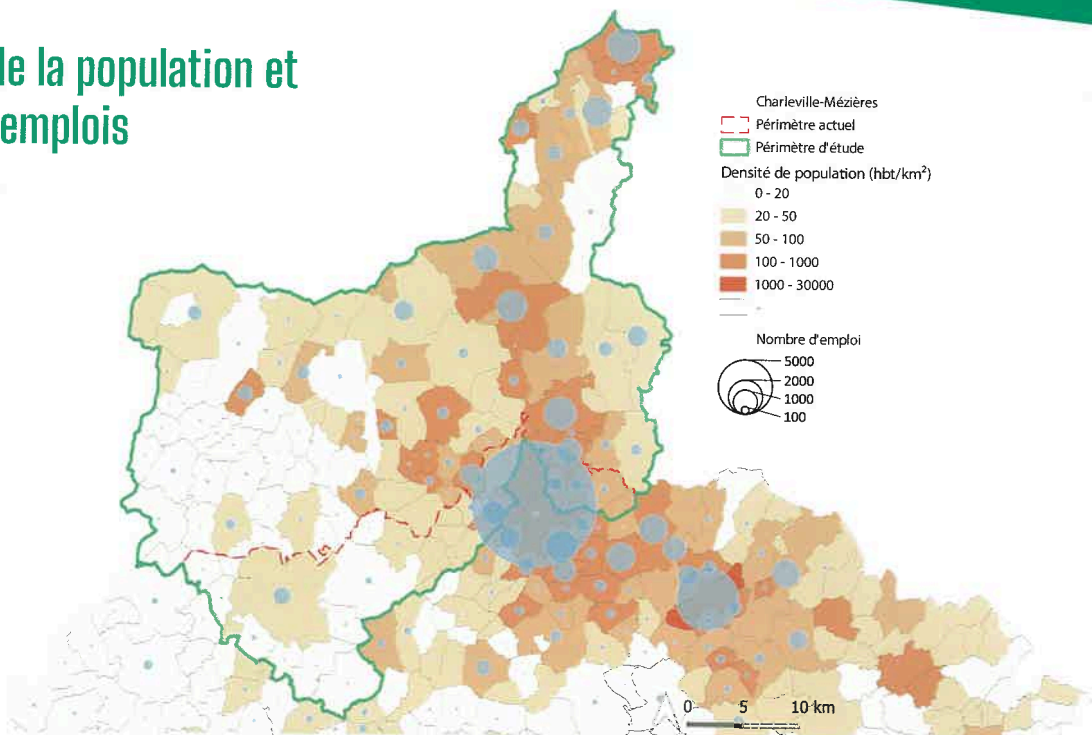 de la population et
emplois
Charleville-Mézières
Périmètre actuel
Périmètre d'étude
Densité de population (hbt/km²)
0 - 20
20 - 50
50 - 100
100 - 1000
1000 - 30000
Nombre d'emploi
5000
2000
1000
100
0 5 10 km